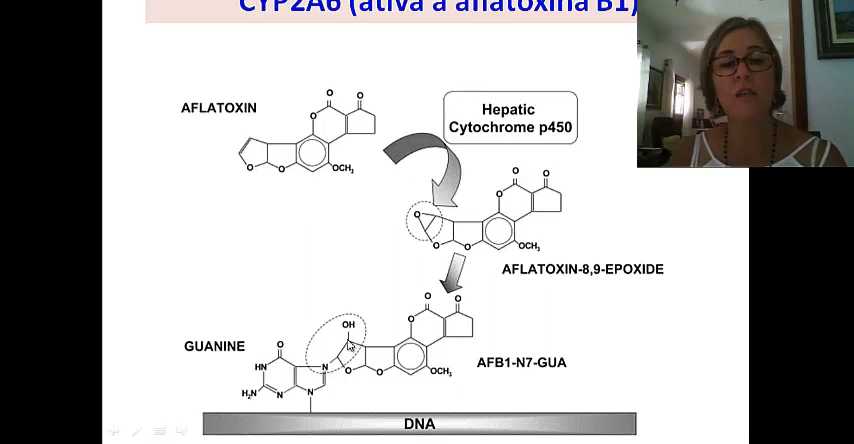 CYP2A6 (ativa a aflatoxina B1)
AFLATOXIN
O
O
O
O
O
OCH3
Hepatic
Cytochrome p450
O
O
O
O
O
O
OCH3
AFLATOXIN-8,9-EPOXIDE
GUANINE
OH
O
O
O
O
HN
N
O
O
OCH3
H2N
N
N
AFB1-N7-GUA
DNA